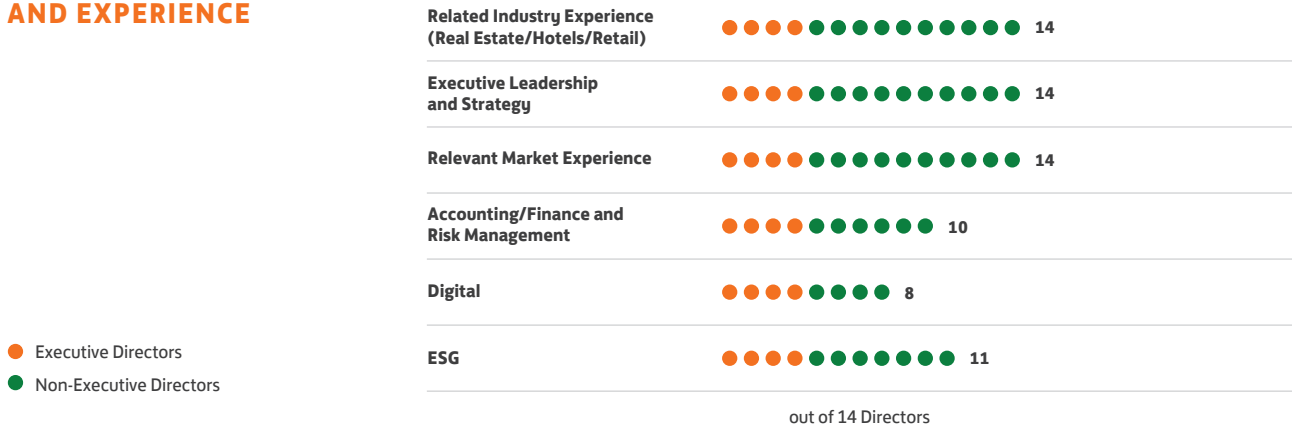 AND EXPERIENCE
Related Industry Experience
(Real Estate/Hotels/Retail)
14
Executive Leadership
and Strategy
14
Relevant Market Experience
14
Accounting/Finance and
Risk Management
10
Digital
8
ESG
11
Executive Directors
Non-Executive Directors
out of 14 Directors